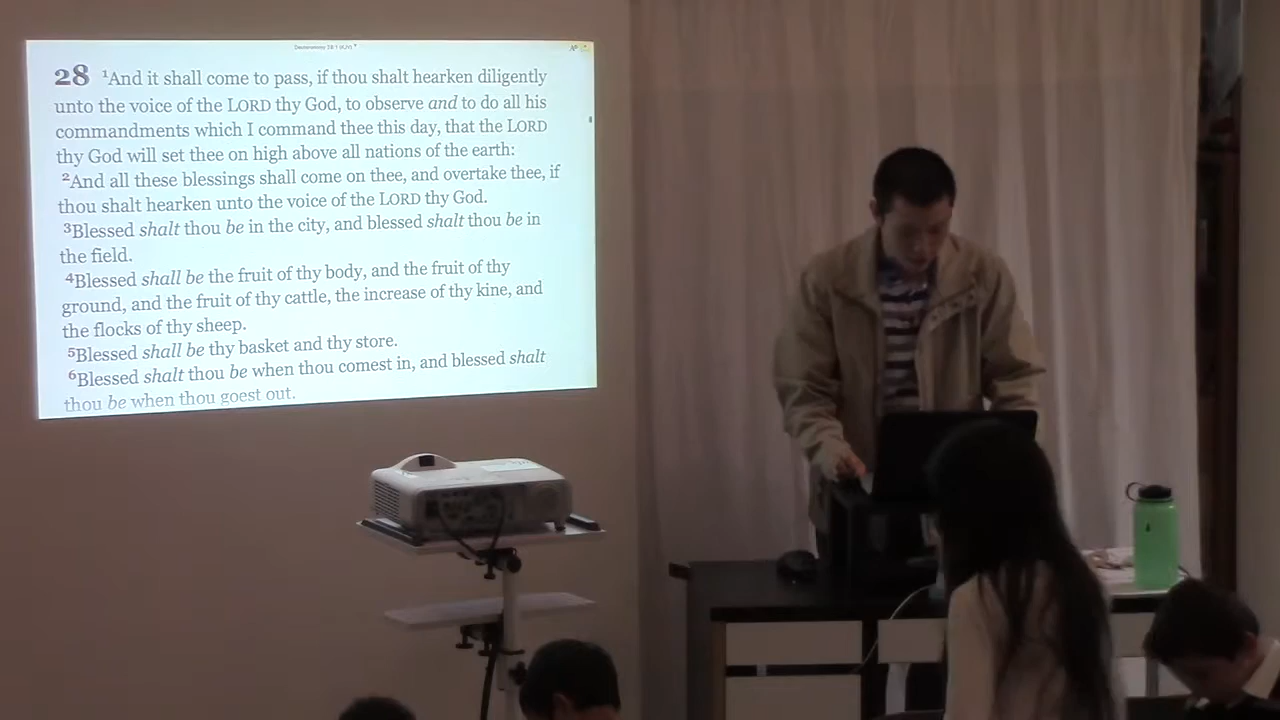 Deuteronomy 28:1 (KJV)
28 ¹And it shall come to pass, if thou shalt hearken diligently
unto the voice of the LORD thy God, to observe and to do all his
commandments which I command thee this day, that the LORD
thy God will set thee on high above all nations of the earth:
²And all these blessings shall come on thee, and overtake thee, if
thou shalt hearken unto the voice of the LORD thy God.
³Blessed shalt thou be in the city, and blessed shalt thou be in
the field.
⁴Blessed shall be the fruit of thy body, and the fruit of thy
ground, and the fruit of thy cattle, the increase of thy kine, and
the flocks of thy sheep.
⁵Blessed shall be thy basket and thy store.
⁶Blessed shalt thou be when thou comest in, and blessed shalt
thou be when thou goest out.